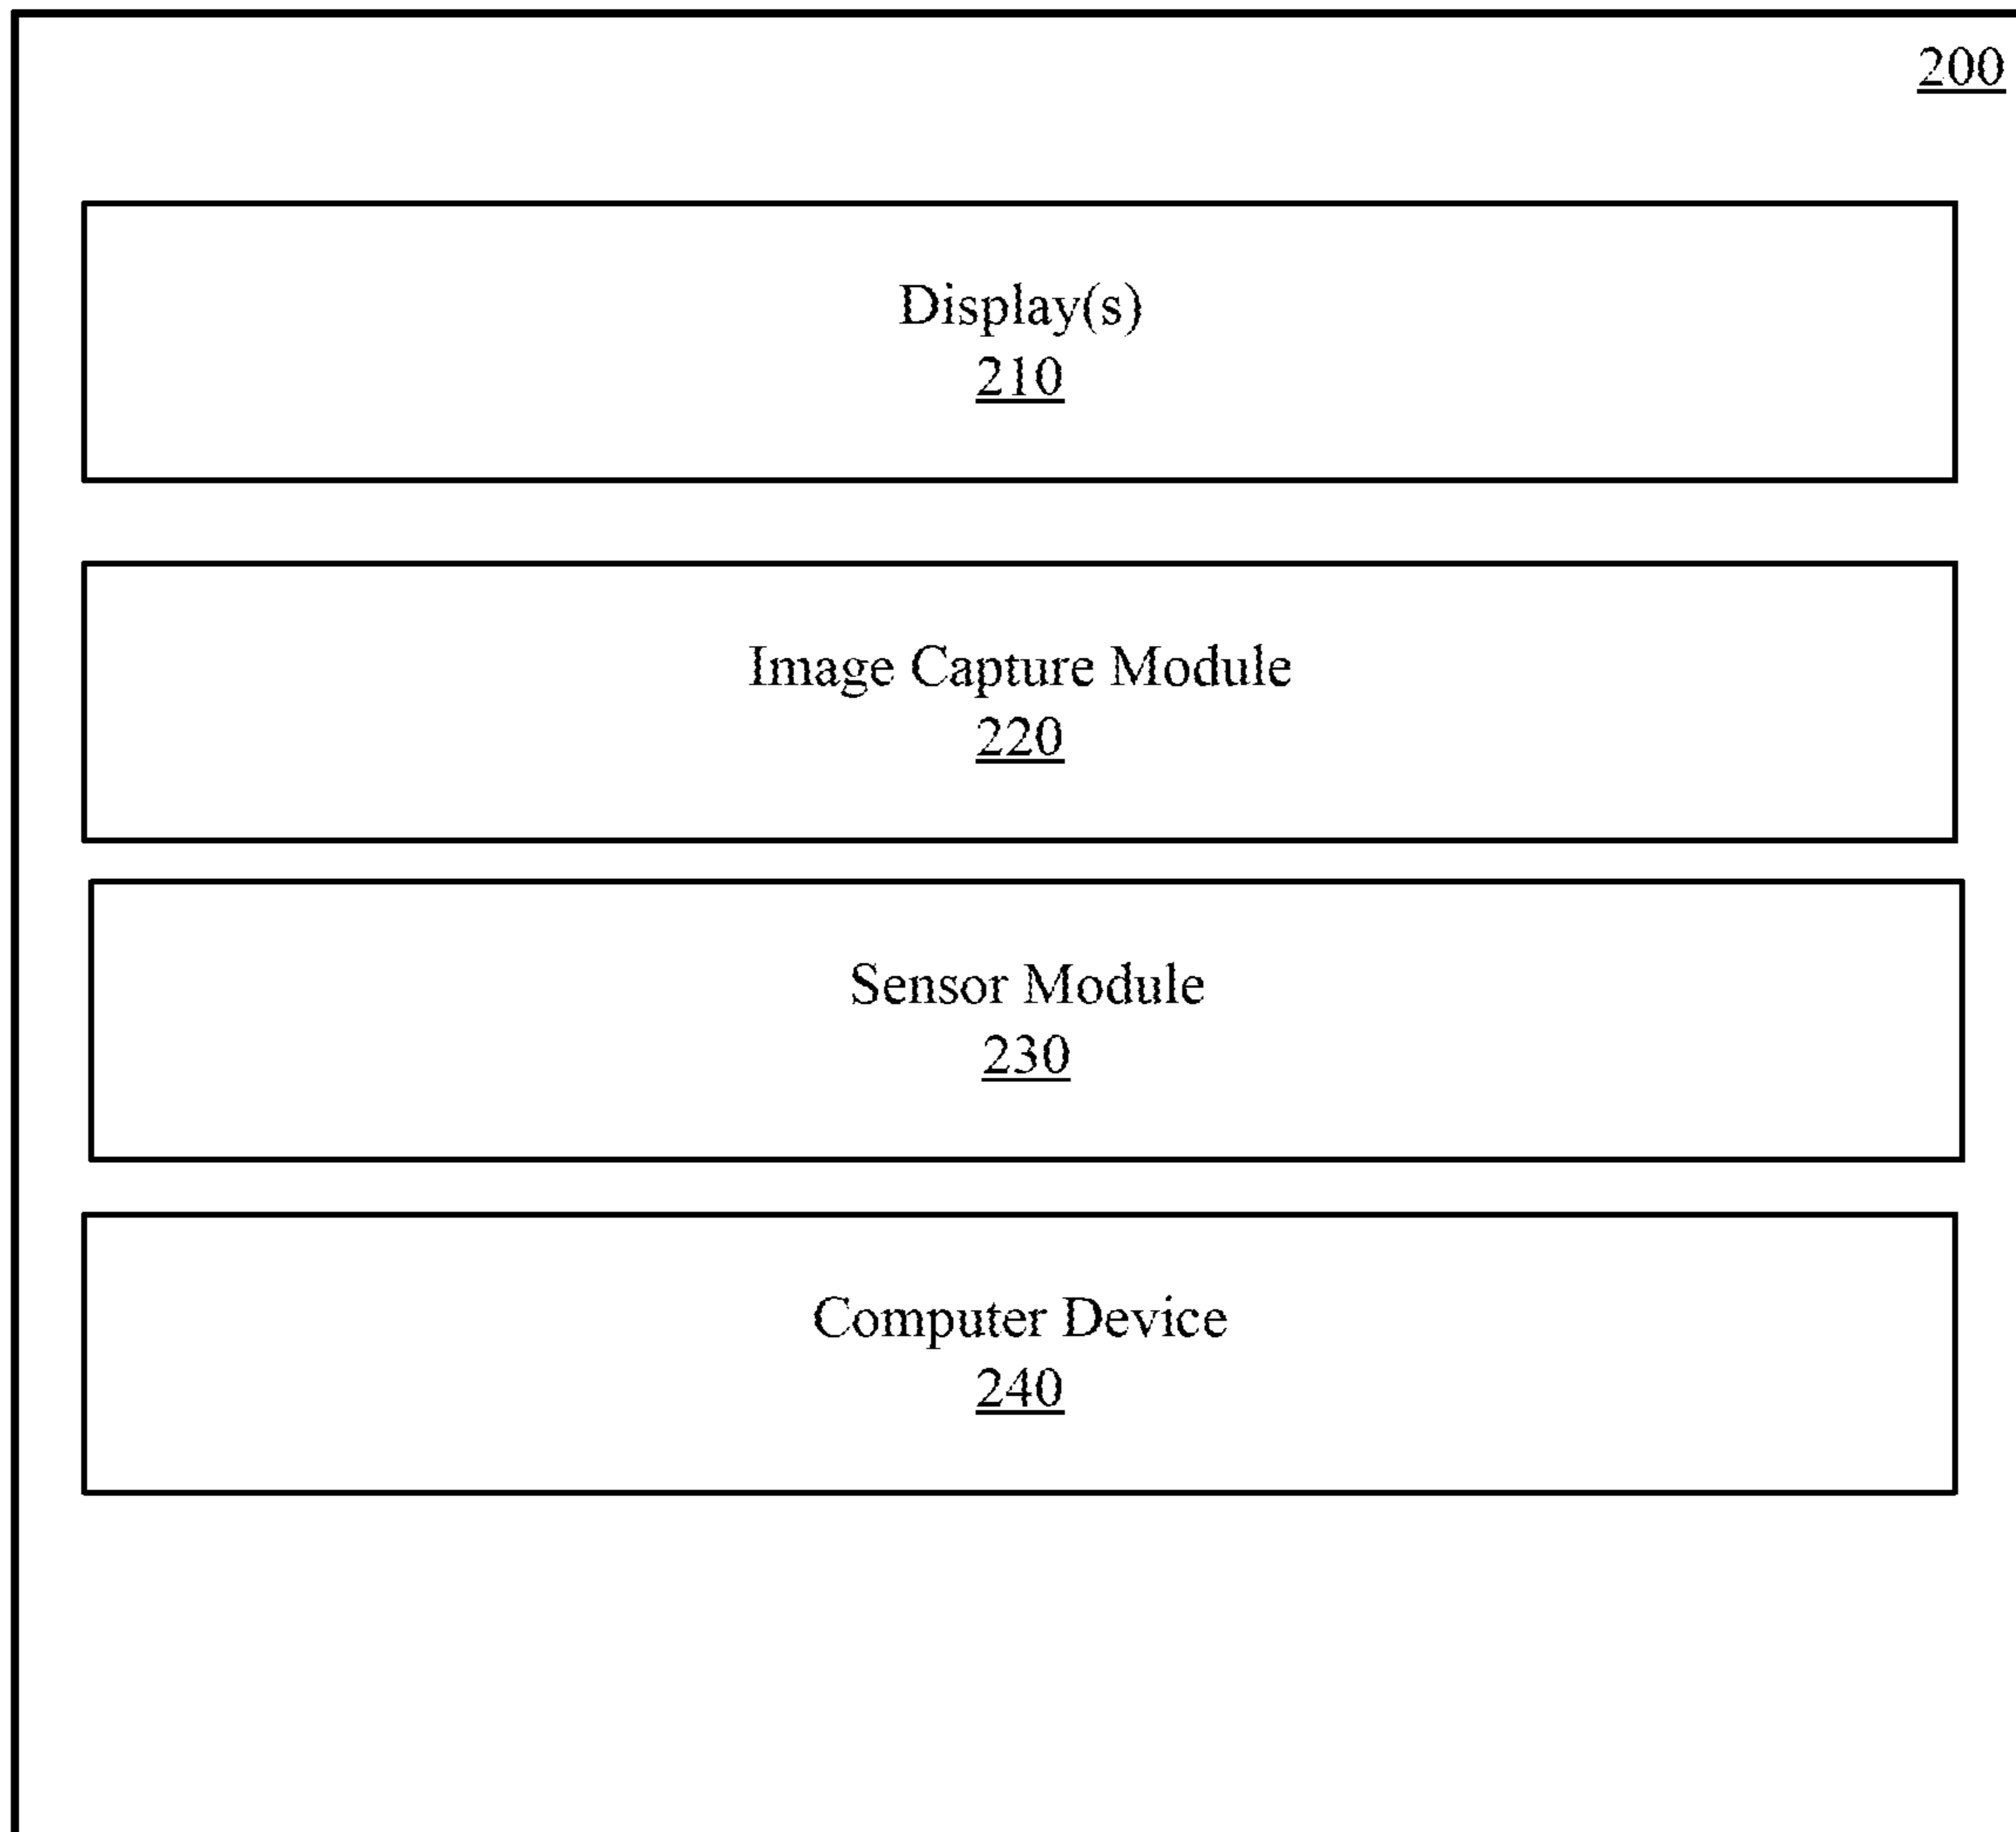 200
Display(s)
210
Image Capture Module
220
Sensor Module
230
Computer Device
240